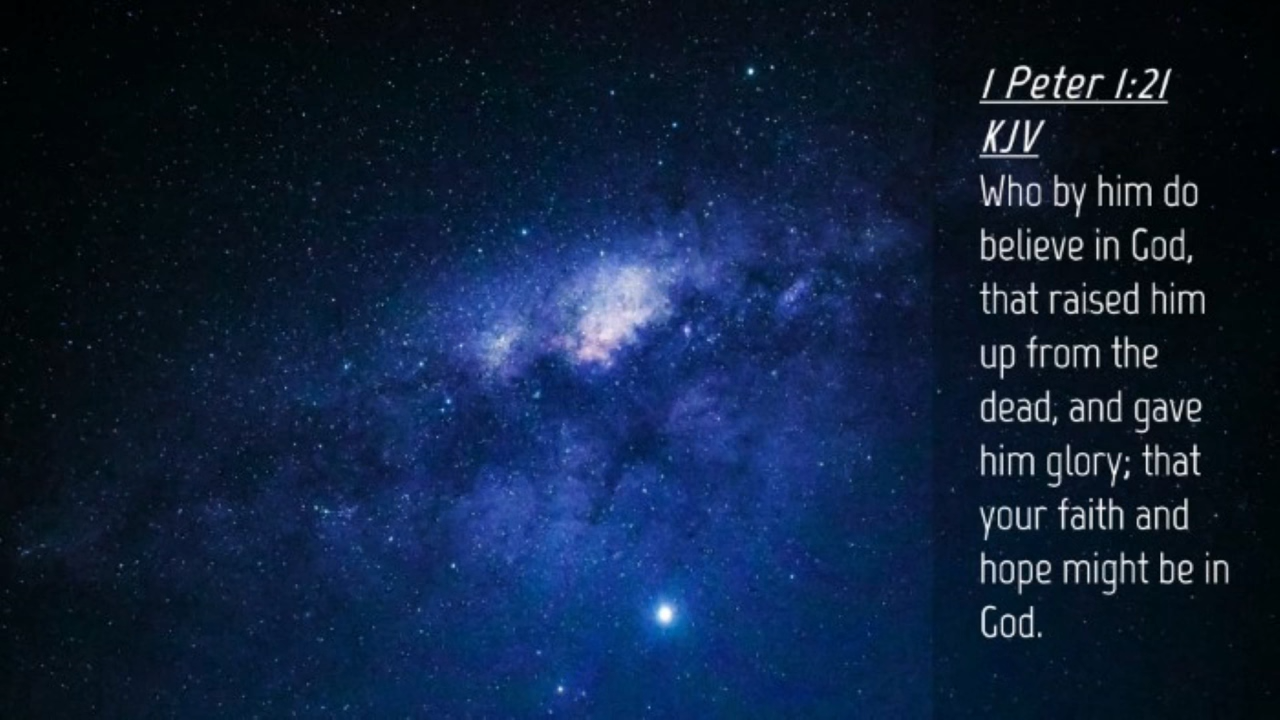 1 Peter 1:21
KJV
Who by him do
believe in God,
that raised him
up from the
dead, and gave
him glory; that
your faith and
hope might be in
God.